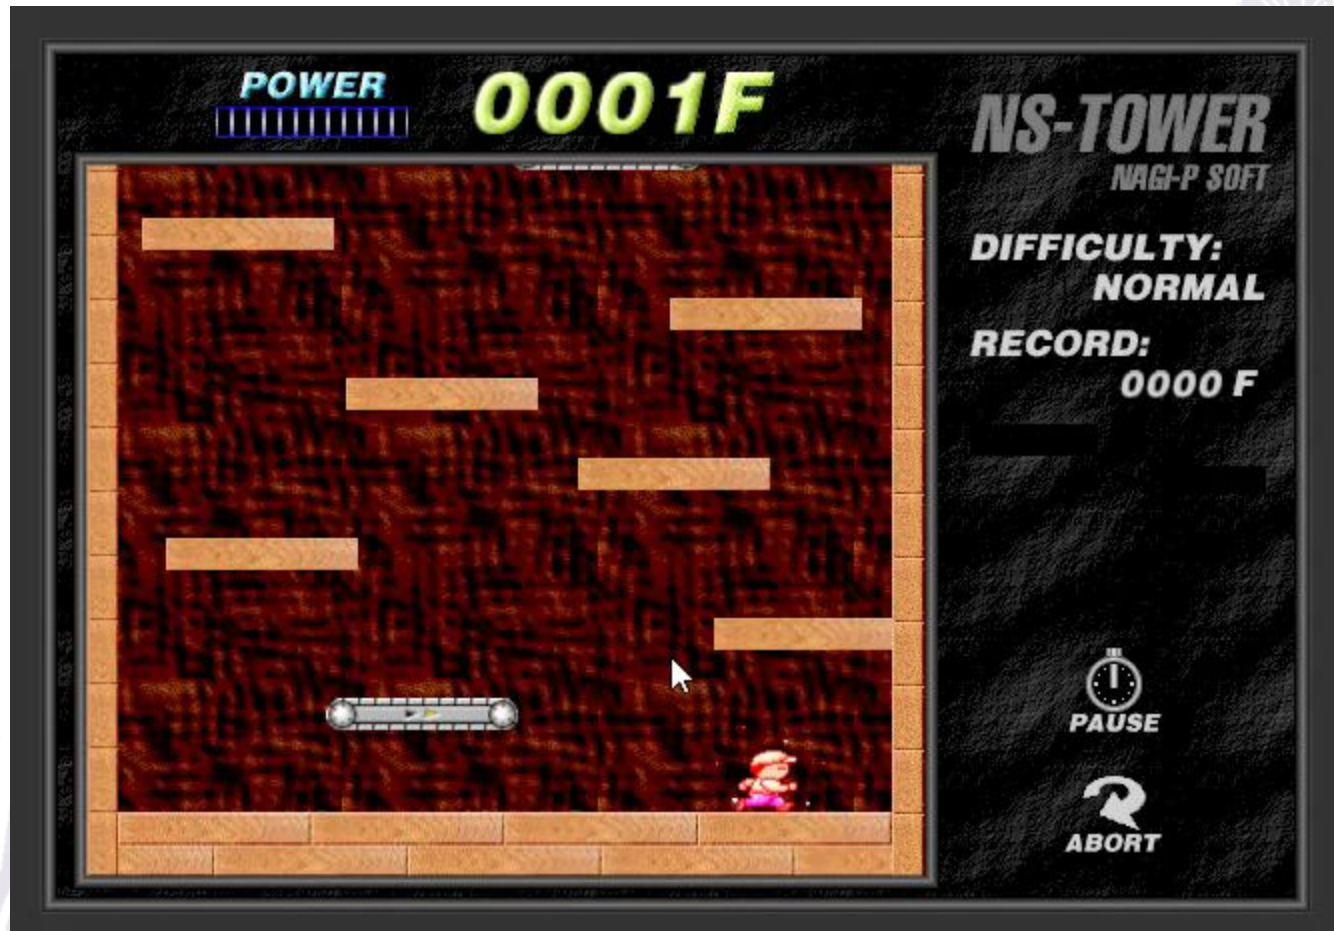 POWER
0001F
NS-TOWER
NAGI-P SOFT
DIFFICULTY:
NORMAL
RECORD:
0000 F
PAUSE
ABORT